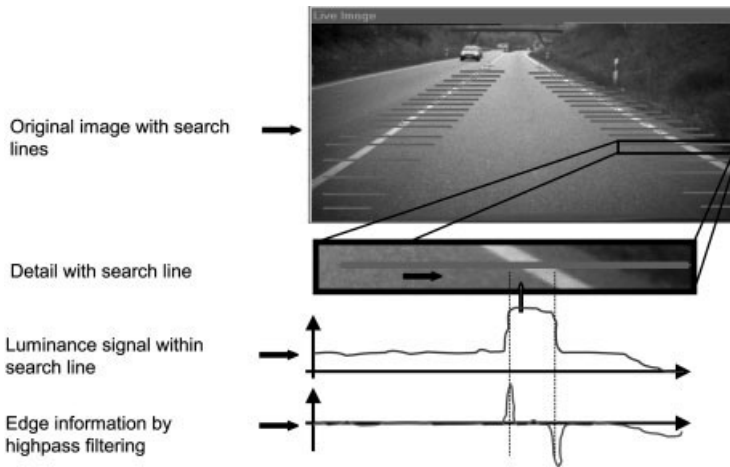 Live Image
Original image with search
lines
Detail with search line
Luminance signal within
search line
Edge information by
highpass filtering